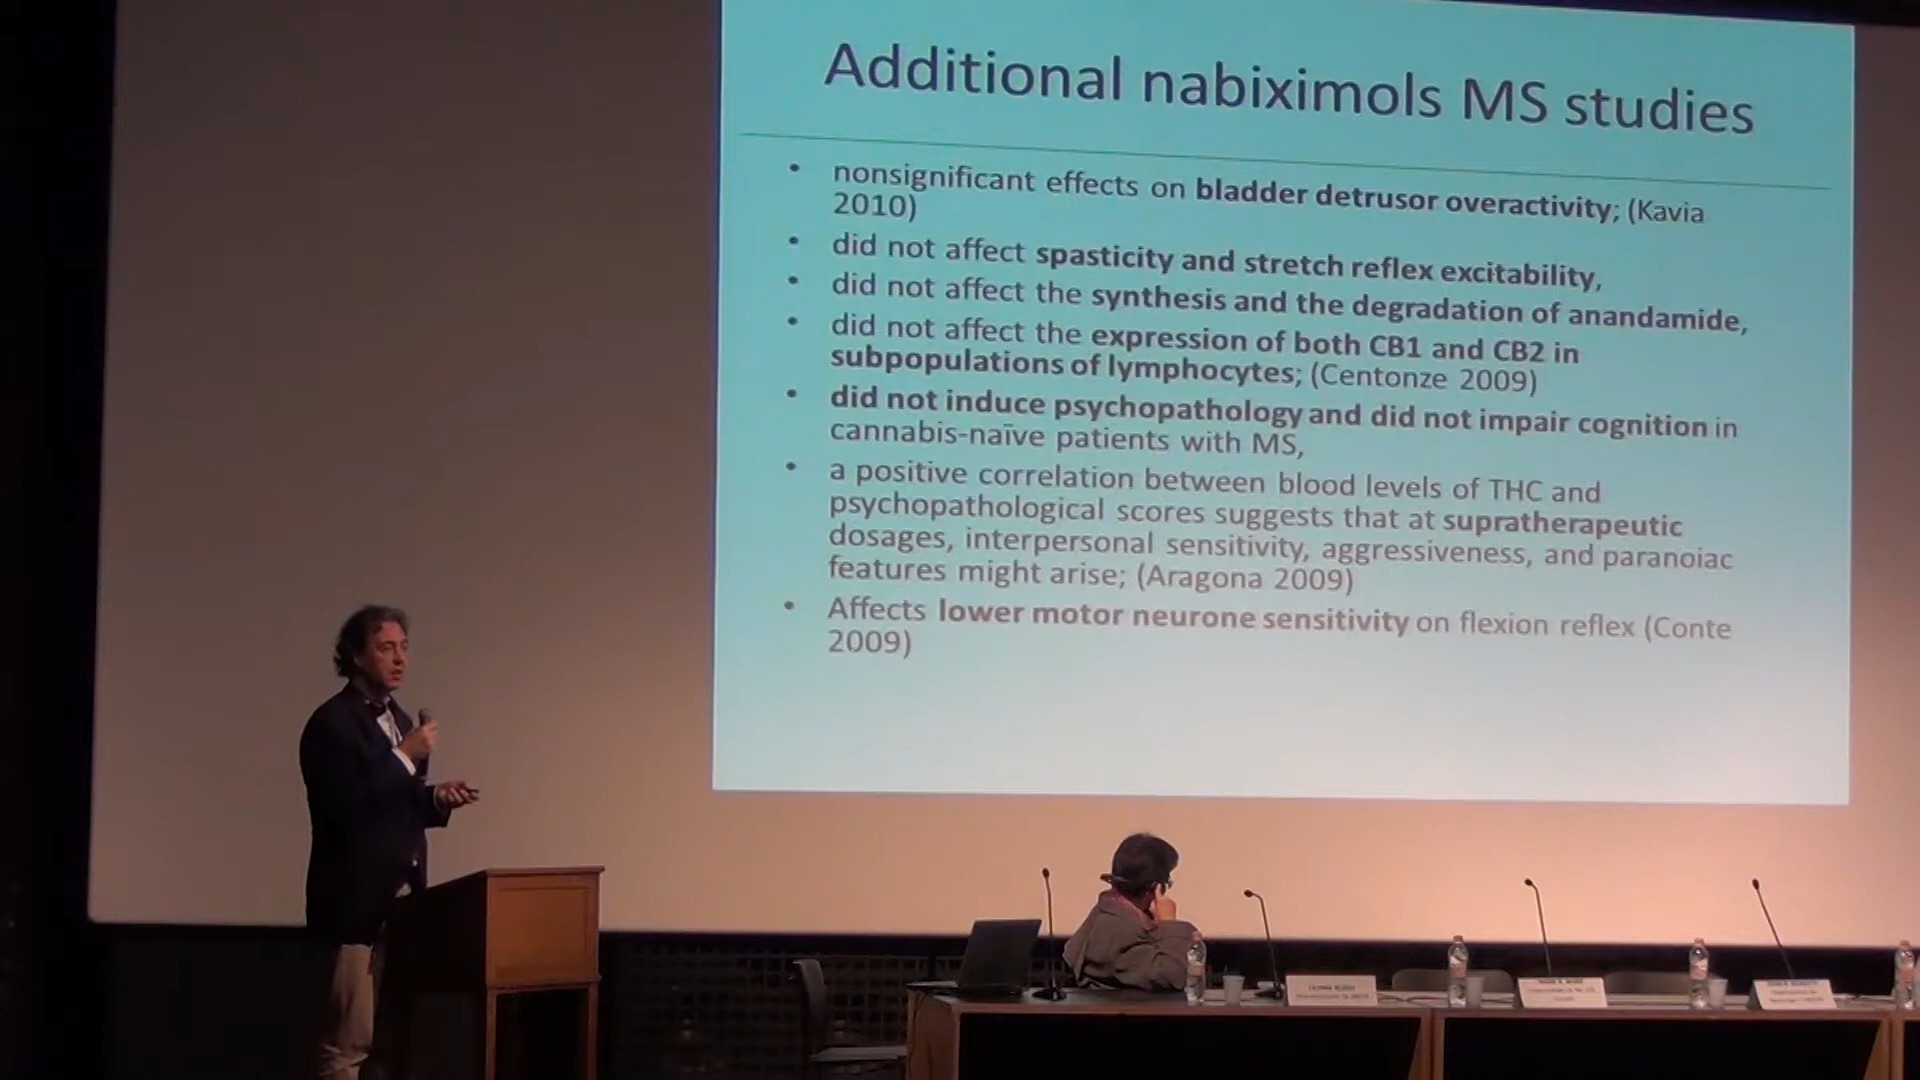 Additional nabiximols MS studies
• nonsignificant effects on bladder detrusor overactivity; (Kavia
2010)
• did not affect spasticity and stretch reflex excitability,
• did not affect the synthesis and the degradation of anandamide,
• did not affect the expression of both CB1 and CB2 in
subpopulations of lymphocytes; (Centonze 2009)
• did not induce psychopathology and did not impair cognition in
cannabis-naïve patients with MS,
• a positive correlation between blood levels of THC and
psychopathological scores suggests that at supratherapeutic
dosages, interpersonal sensitivity, aggressiveness, and paranoiac
features might arise; (Aragona 2009)
• Affects lower motor neurone sensitivity on flexion reflex (Conte
2009)